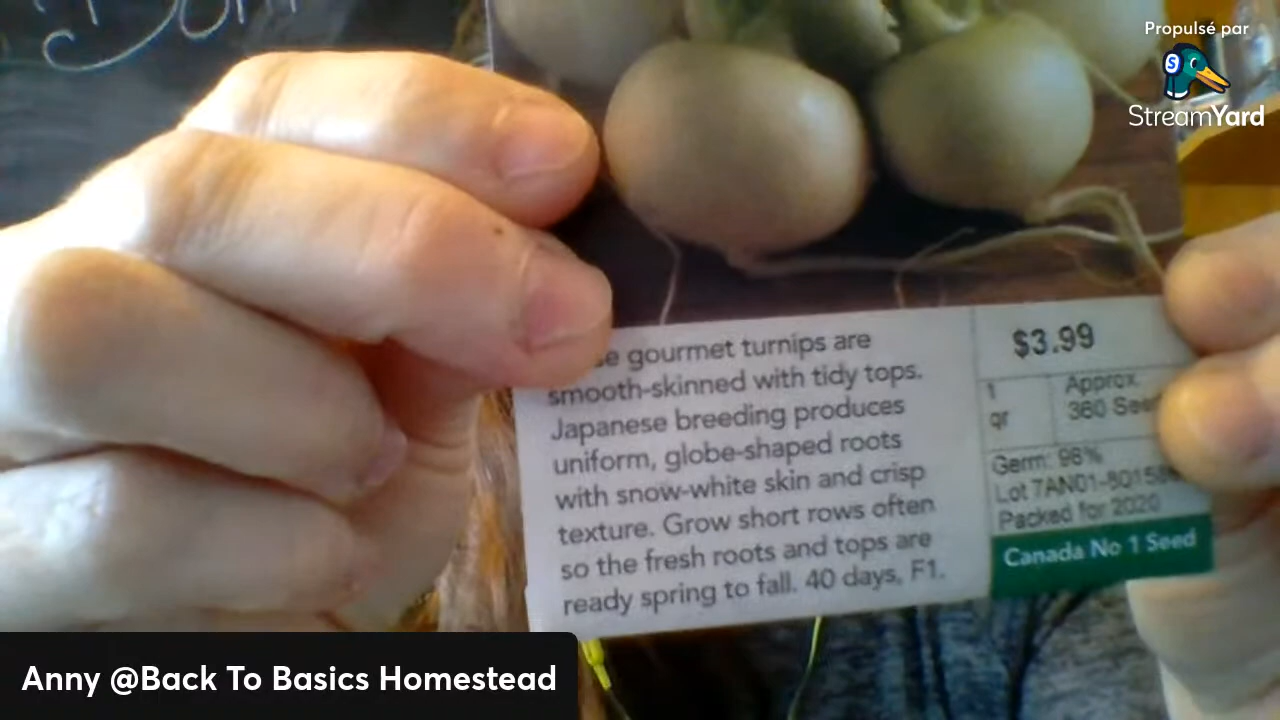 Propulsé par
StreamYard
gourmet turnips are
smooth-skinned with tidy tops.
Japanese breeding produces
uniform, globe-shaped roots
with snow-white skin and crisp
texture. Grow short rows often
so the fresh roots and tops are
ready spring to fall. 40 days, F1.
$3.99
1
gr
Approx.
360
Germ: 98%
Lot
Packed for 2020
Canada No 1 Seed
Anny @Back To Basics Homestead